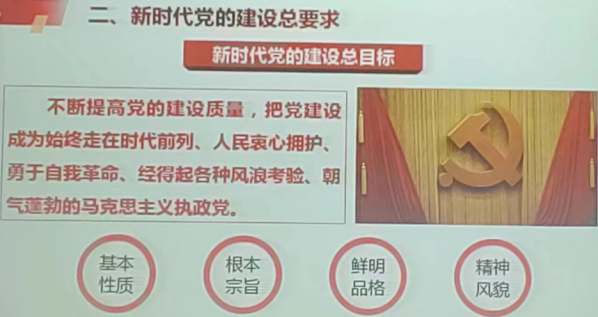 二、新时代党的建设总要求
新时代党的建设总目标
不断提高党的建设质量，把党建设
成为始终走在时代前列、人民衷心拥护、
勇于自我革命、经得起各种风浪考验、朝
气蓬勃的马克思主义执政党。
基本
性质
根本
宗旨
鲜明
品格
精神
风貌